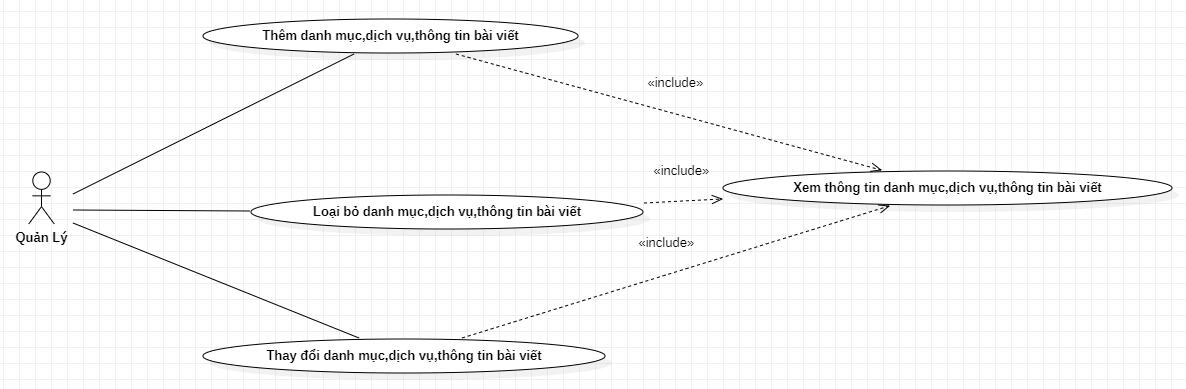 Thêm danh mục,dịch vụ,thông tin bài viết
«include»
«include»
Xem thông tin danh mục,dịch vụ,thông tin bài viết
Loại bỏ danh mục,dịch vụ,thông tin bài viết
Quản Lý
«include»
Thay đổi danh mục,dịch vụ,thông tin bài viết